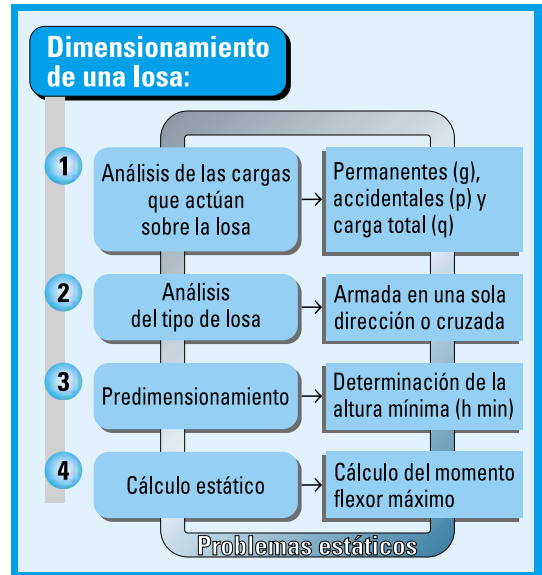 Dimensionamiento
de una losa:
1
Análisis de las cargas
que actúan
sobre la losa
Permanentes (g),
accidentales (p) y
carga total (q)
2
Análisis
del tipo de losa
Armada en una sola
dirección o cruzada
3
Predimensionamiento
Determinación de la
altura mínima (h min)
4
Cálculo estático
Cálculo del momento
flexor máximo
Problemas estáticos